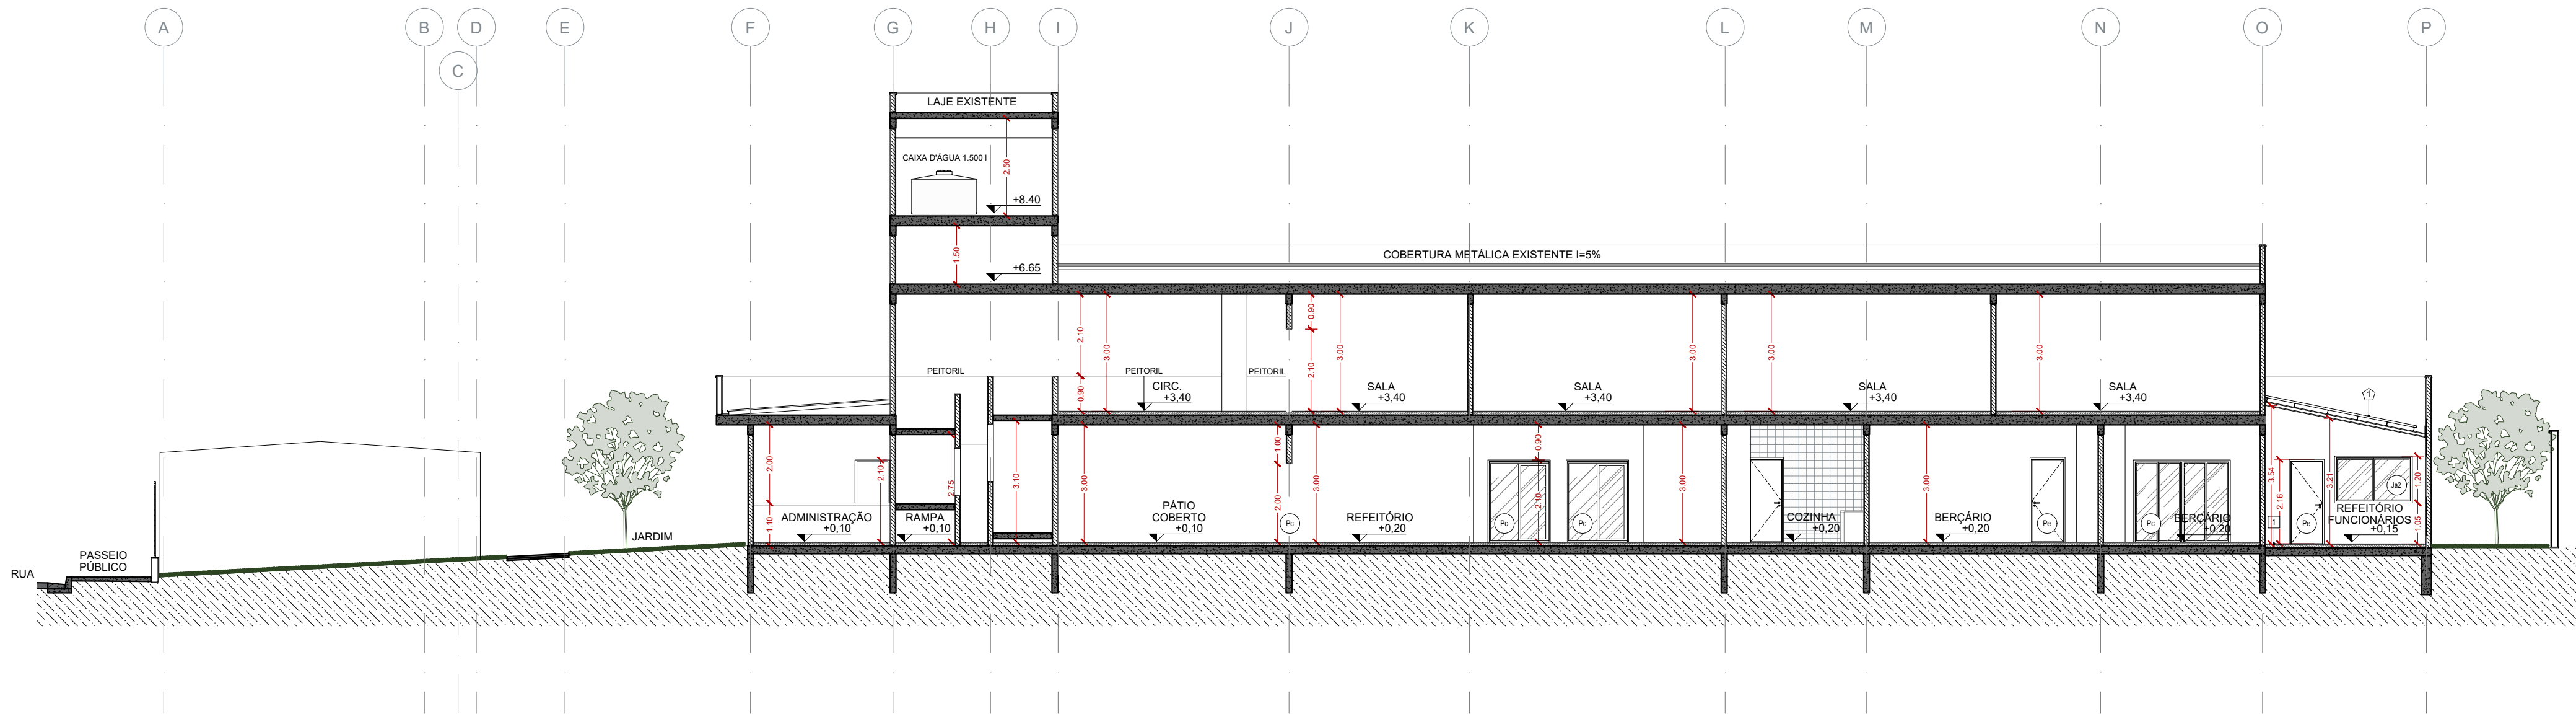 A
B
C
D
E
F
G
H
I
J
K
L
M
N
O
P
LAJE EXISTENTE
CAIXA D'ÁGUA 1.500 l
2.50
+8.40
1.50
+6.65
COBERTURA METÁLICA EXISTENTE I=5%
2.10
3.00
0.90
PEITORIL
PEITORIL
PEITORIL
CIRC.
+3,40
0.90
2.10
3.00
SALA
+3,40
SALA
+3,40
3.00
3.00
SALA
+3,40
3.00
SALA
+3,40
1
2.00
1.10
2.10
ADMINISTRAÇÃO
+0,10
RAMPA
+0,10
2.75
3.10
3.00
PÁTIO
COBERTO
+0,10
1.00
2.00
Pc
3.00
REFEITÓRIO
+0,20
Pc
0.90
2.10
Pc
3.00
COZINHA
+0,20
3.00
BERÇÁRIO
+0,20
Pe
Pc
BERÇÁRIO
+0,20
3.54
1
2.16
Pe
3.21
Ja2
1.20
1.05
REFEITÓRIO
FUNCIONÁRIOS
+0,15
JARDIM
PASSEIO
PÚBLICO
RUA